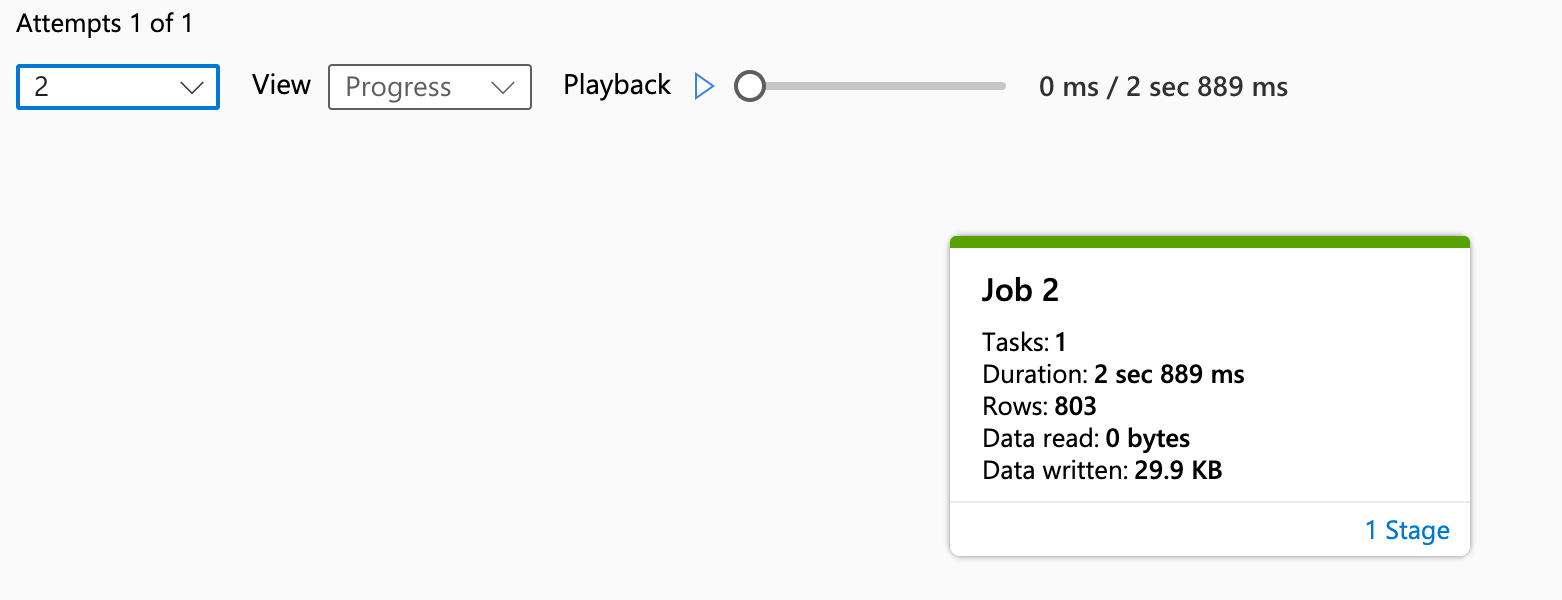 Attempts 1 of 1
2 View Progress Playback 0 ms / 2 sec 889 ms
Job 2
Tasks: 1
Duration: 2 sec 889 ms
Rows: 803
Data read: 0 bytes
Data written: 29.9 KB
1 Stage